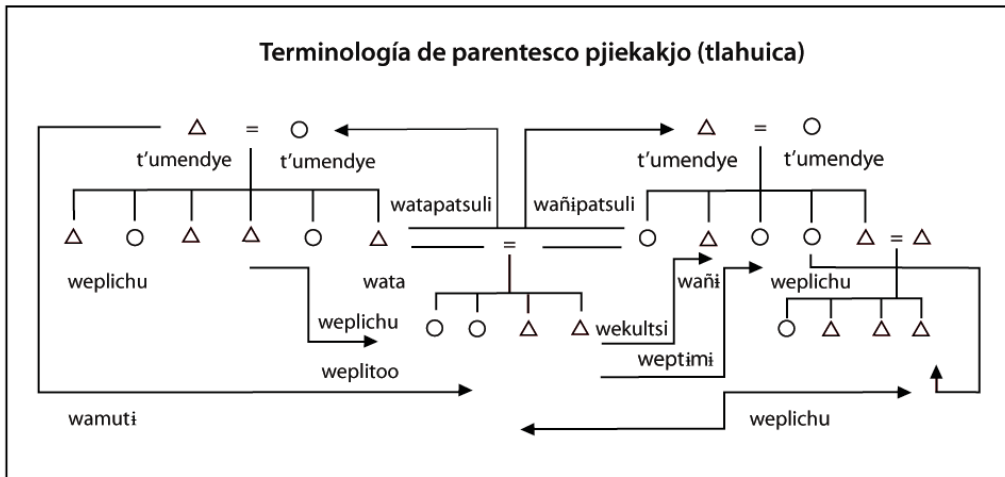 Terminología de parentesco pjiekakjo (tlahuica)
= =
t'umendye t'umendye t'umendye t'umendye
watapatsuli wañɨpatsuli
= =
weplichu wata wañɨ weplichu
weplichu wekultsi
weplitoo weptɨmɨ
wamutɨ weplichu